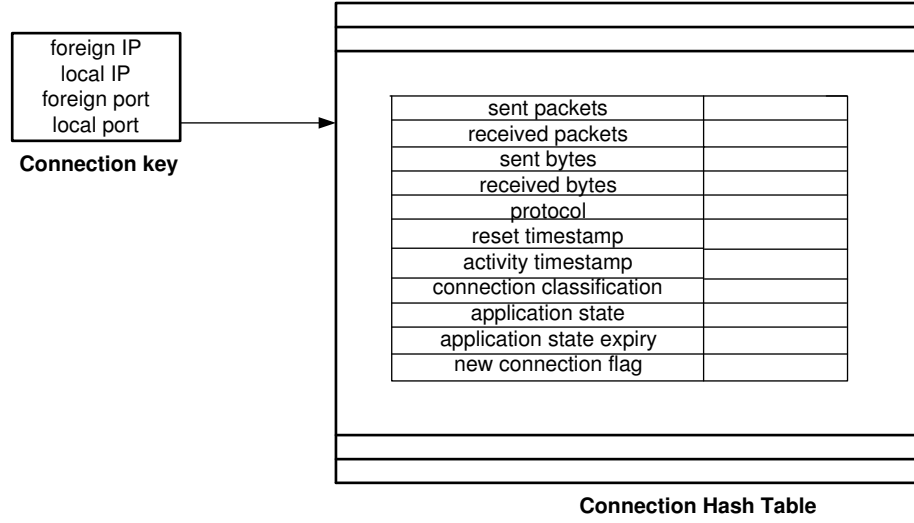 foreign IP
local IP
foreign port
local port
Connection key
sent packets
received packets
sent bytes
received bytes
protocol
reset timestamp
activity timestamp
connection classification
application state
application state expiry
new connection flag
Connection Hash Table